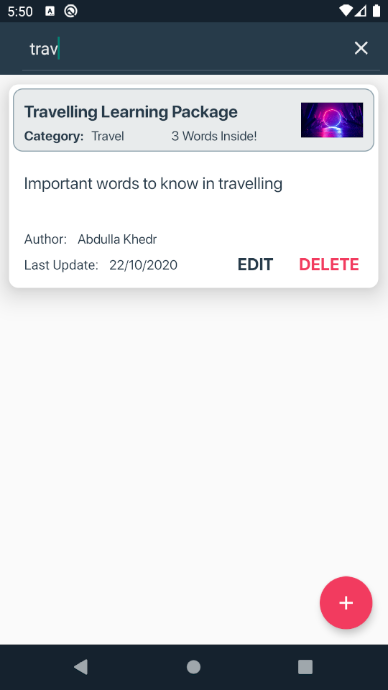 5:50
trav
Travelling Learning Package
Category: Travel 3 Words Inside!
Important words to know in travelling
Author: Abdulla Khedr
Last Update: 22/10/2020 EDIT DELETE